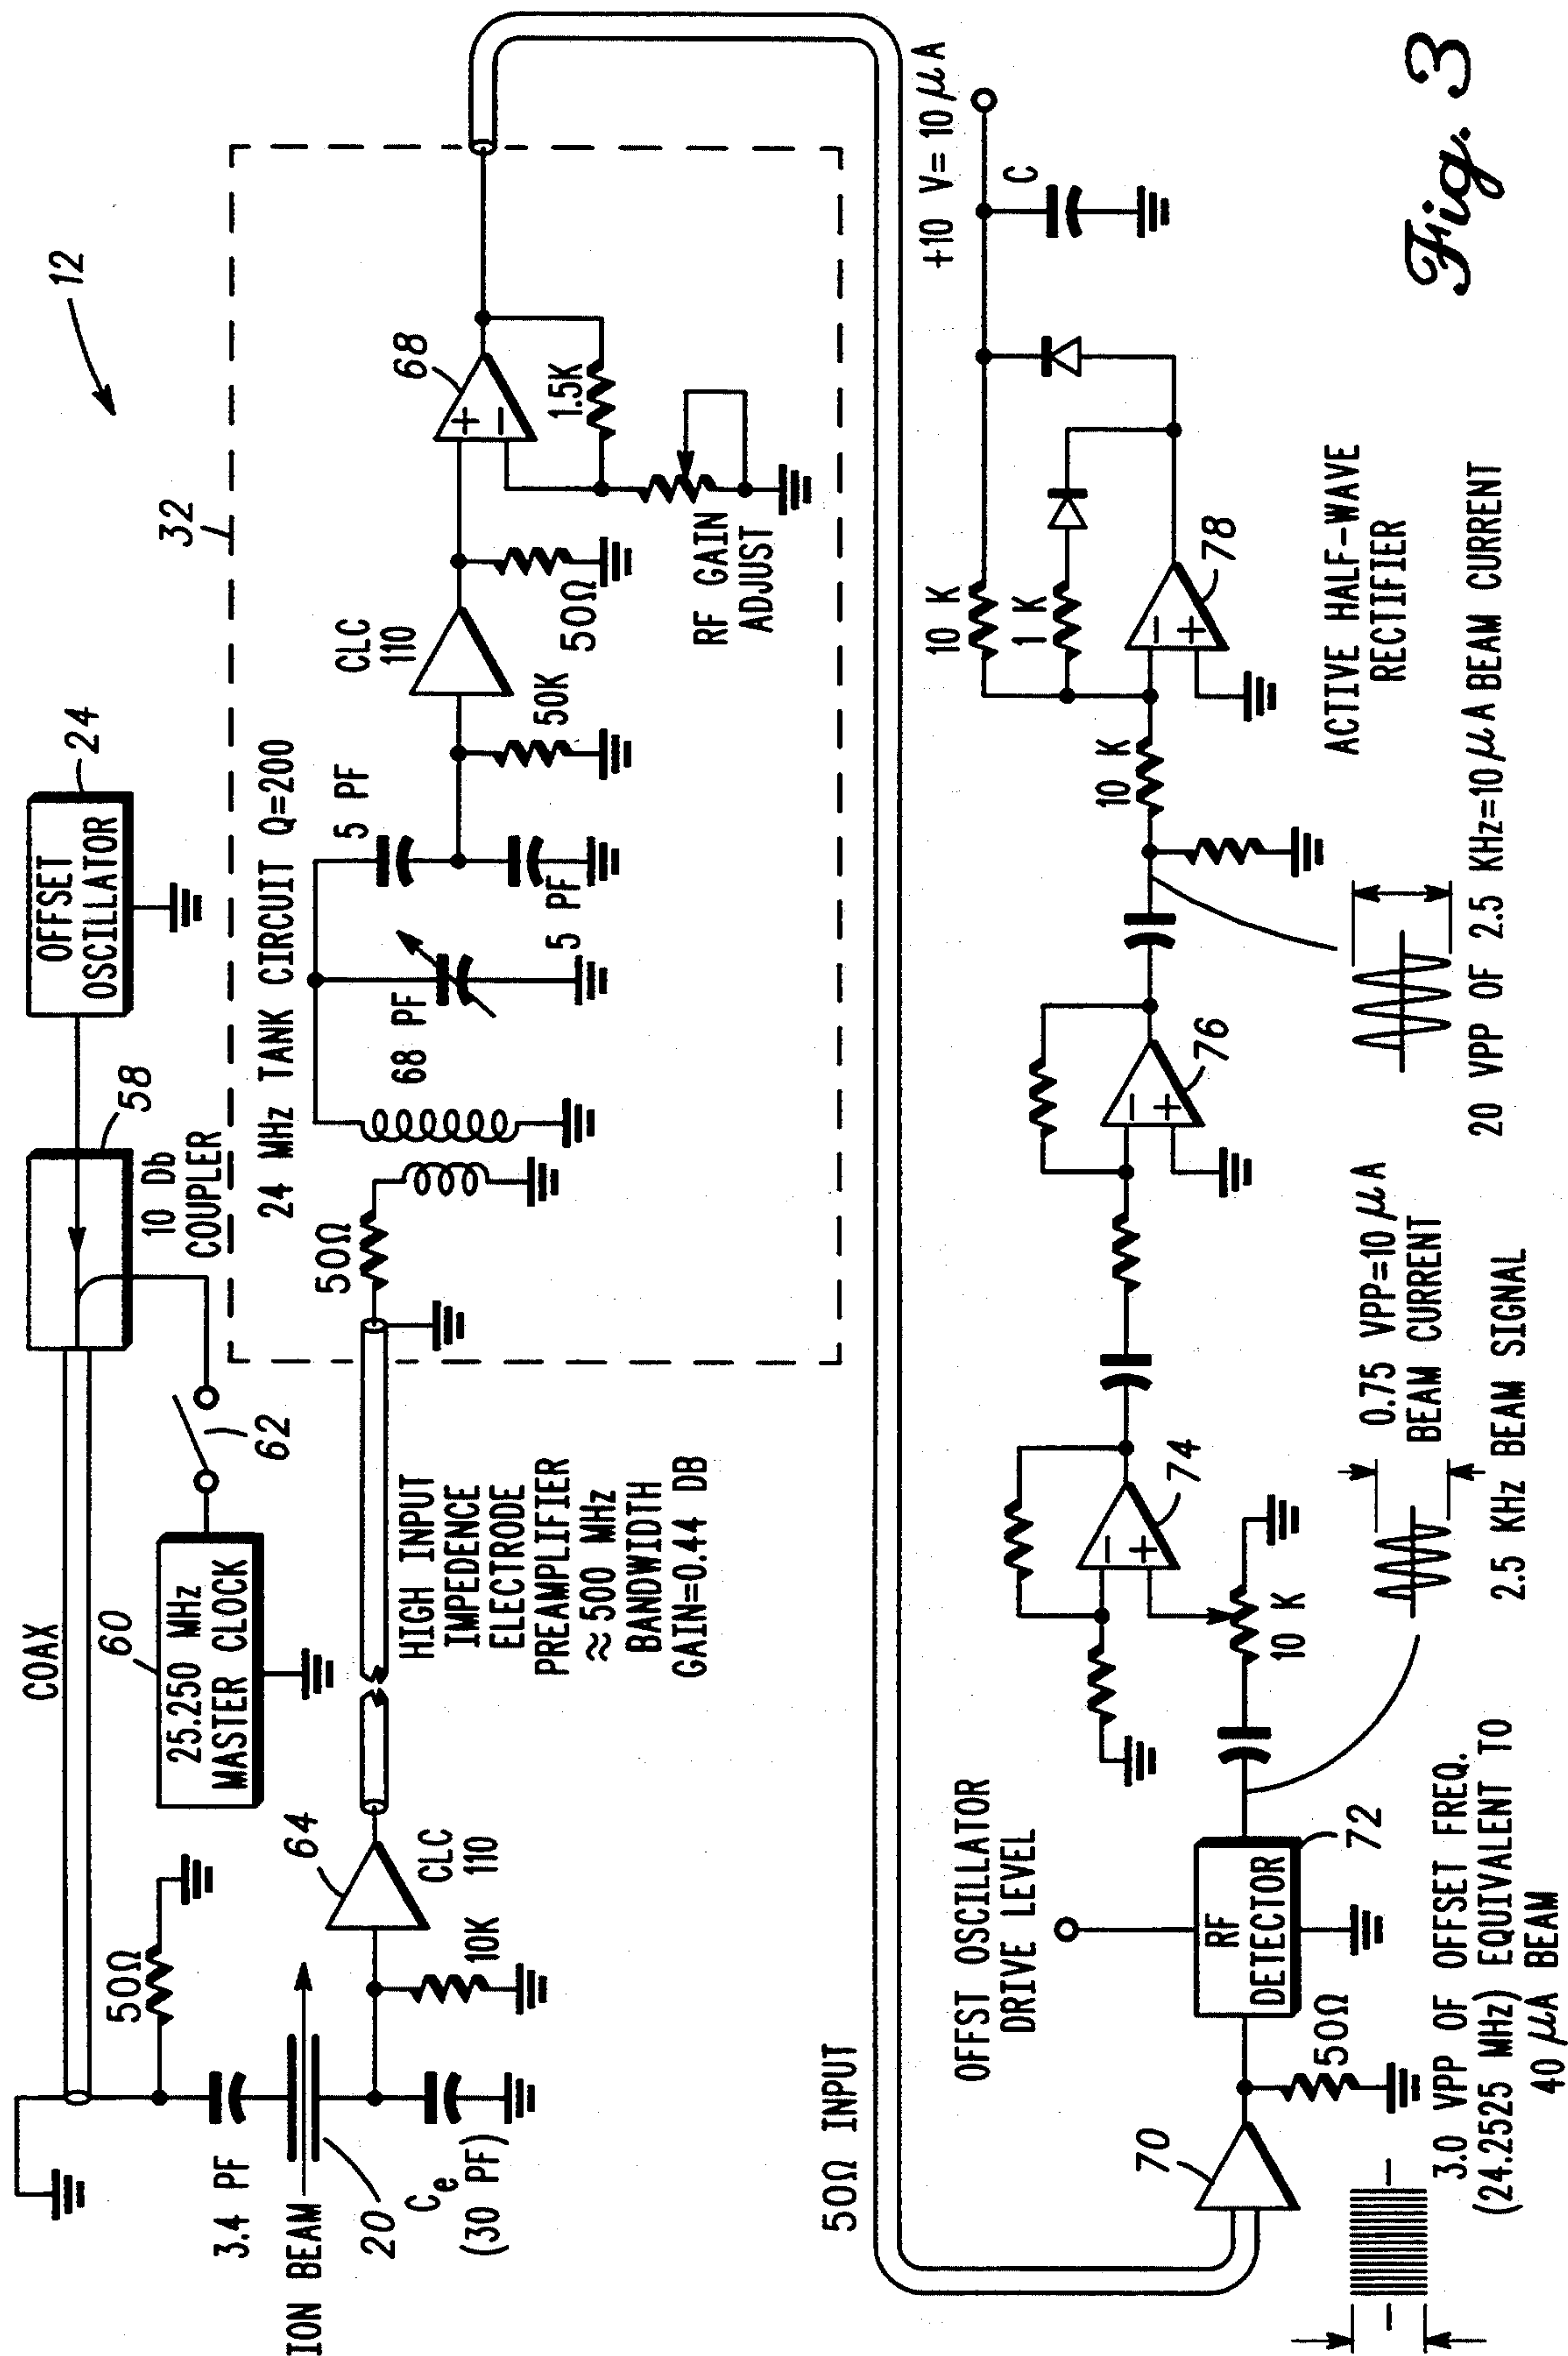 12
OFFSET
OSCILLATOR
24
58
10 Db
COUPLER
COAX
60
25.250 MHz
MASTER CLOCK
62
32
24 MHz TANK CIRCUIT Q=200
50Ω
3.4 PF
ION BEAM
20
Ce
(30 PF)
10K
64
CLC
110
HIGH INPUT
IMPEDENCE
ELECTRODE
PREAMPLIFIER
≈500 MHz
BANDWIDTH
GAIN=0.44 DB
50Ω
68 PF
5 PF
5 PF
50K
CLC
110
50Ω
68
+
−
1.5K
RF GAIN
ADJUST
50Ω INPUT
70
50Ω
3.0 VPP OF OFFSET FREQ.
(24.2525 MHz) EQUIVALENT TO
40 μA BEAM
OFFST OSCILLATOR
DRIVE LEVEL
RF
DETECTOR
72
10 K
−
+
74
0.75 VPP=10 μA
BEAM CURRENT
2.5 KHz BEAM SIGNAL
−
+
76
20 VPP OF 2.5 KHz=10μA BEAM CURRENT
10 K
10 K
1 K
−
+
78
ACTIVE HALF-WAVE
RECTIFIER
+10 V=10μA
C
Fig. 3